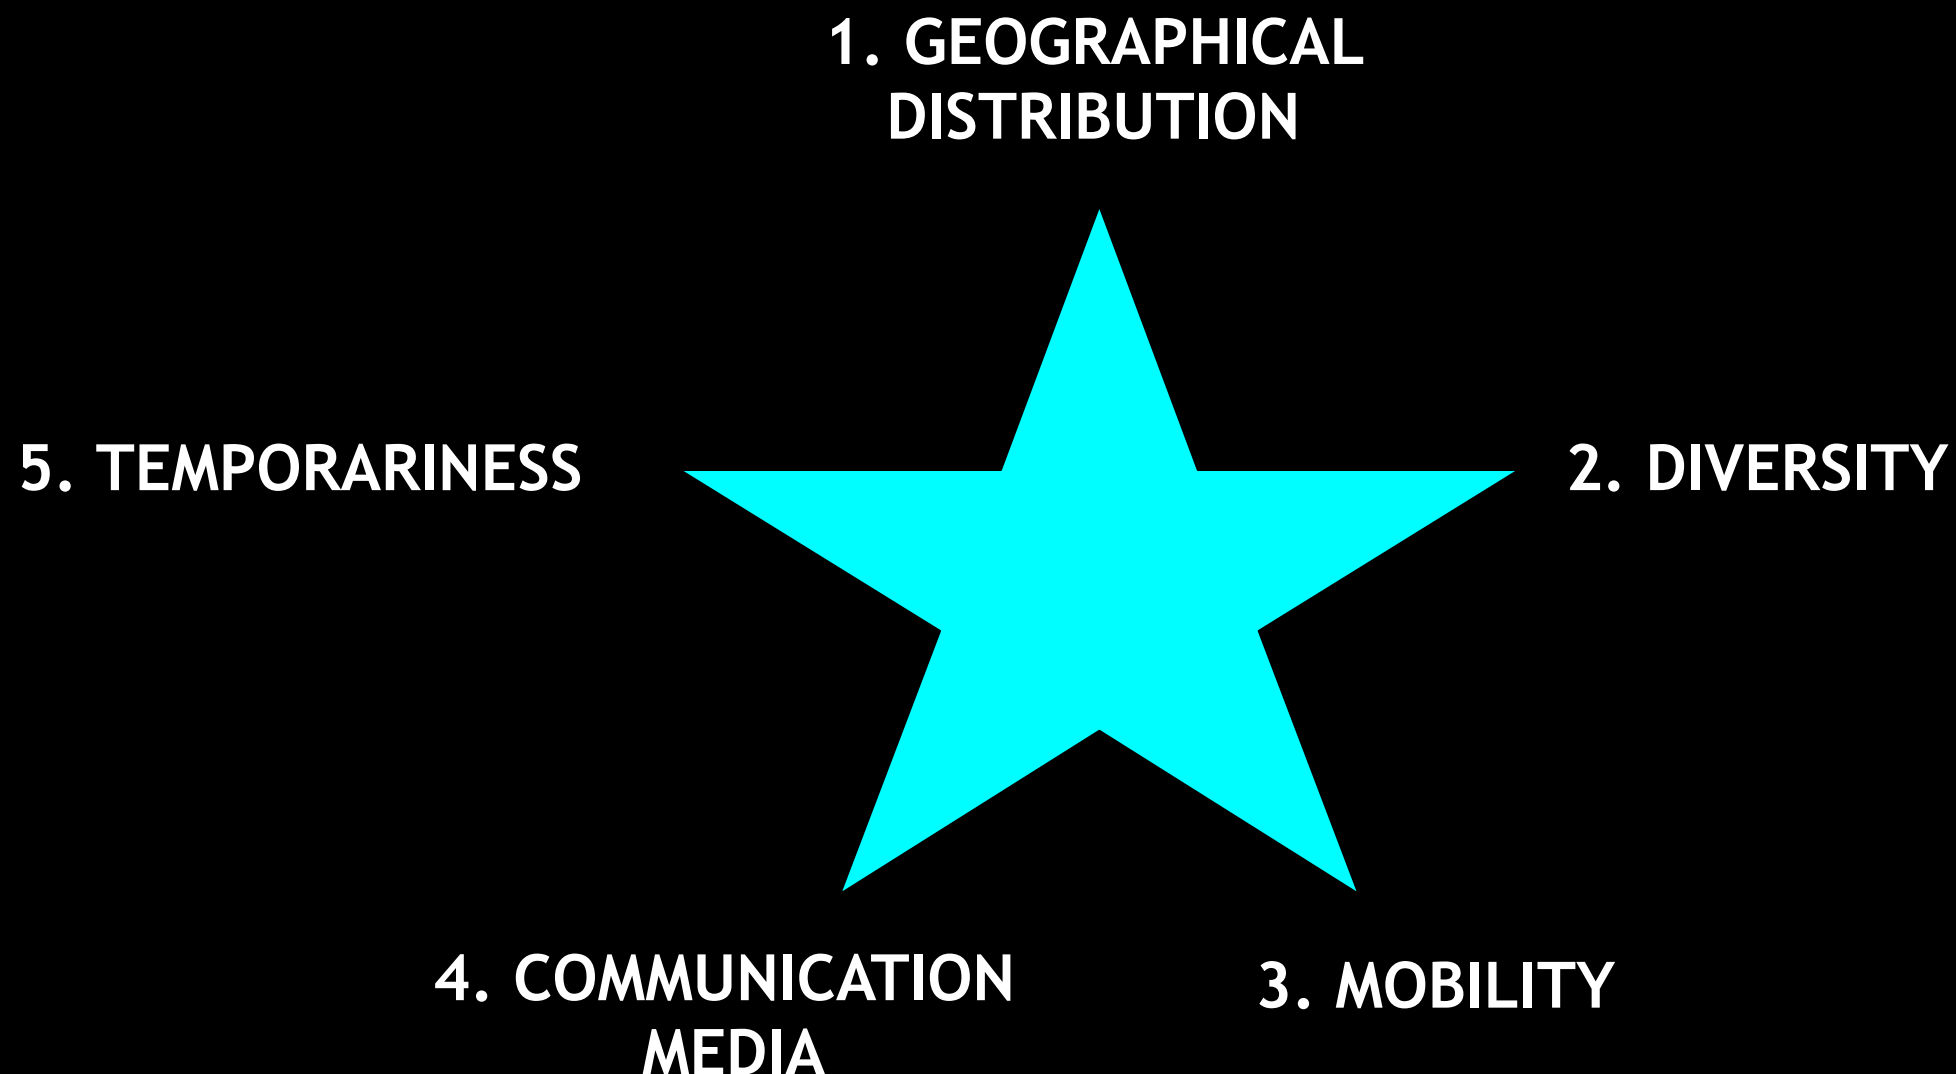 1. GEOGRAPHICAL
DISTRIBUTION
2. DIVERSITY
3. MOBILITY
4. COMMUNICATION
MEDIA
5. TEMPORARINESS